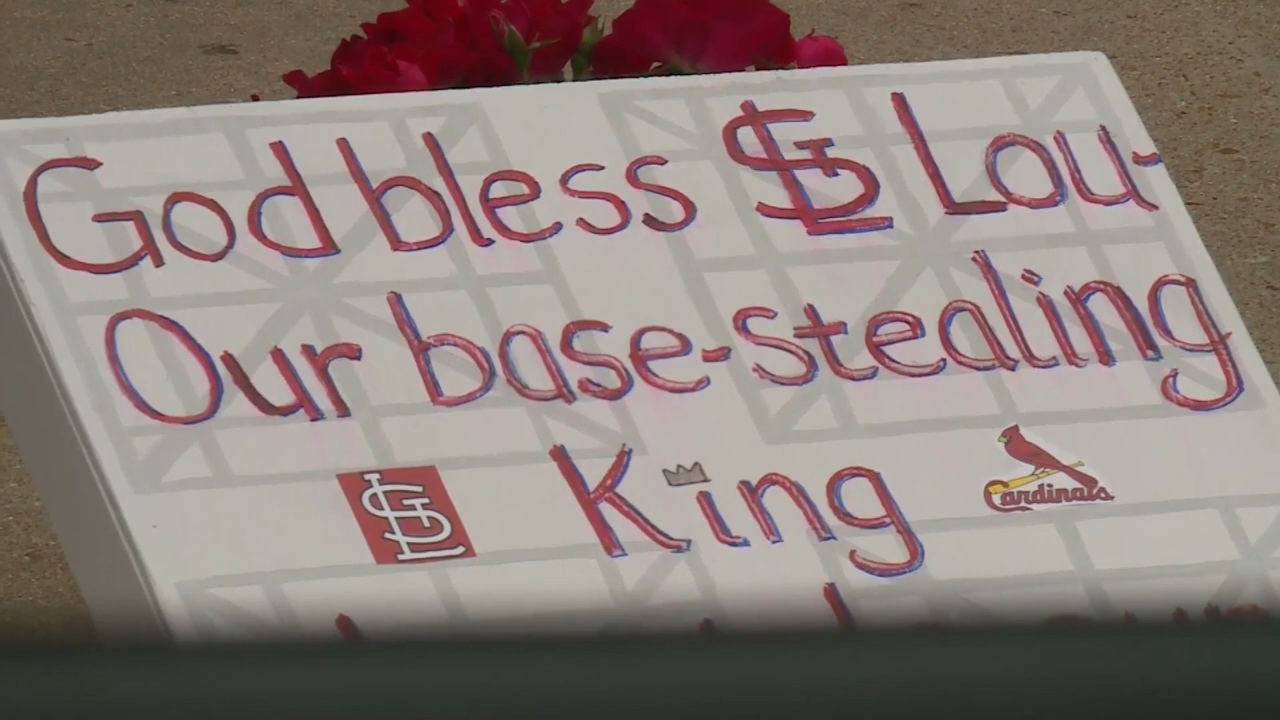 God bless STL Lou-
Our base-stealing
King
STL
Cardinals